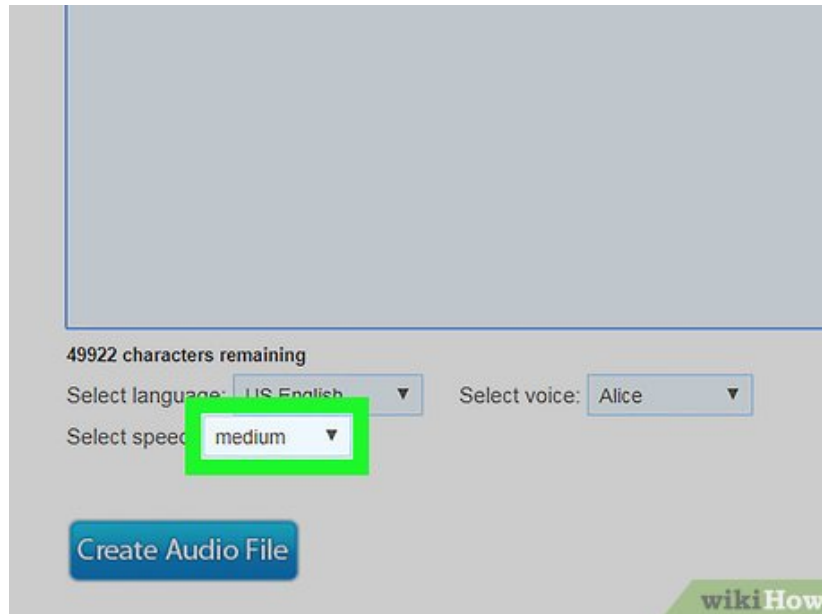 49922 characters remaining
Select language: US English ▼ Select voice: Alice ▼
Select speed medium ▼
Create Audio File
wikiHow